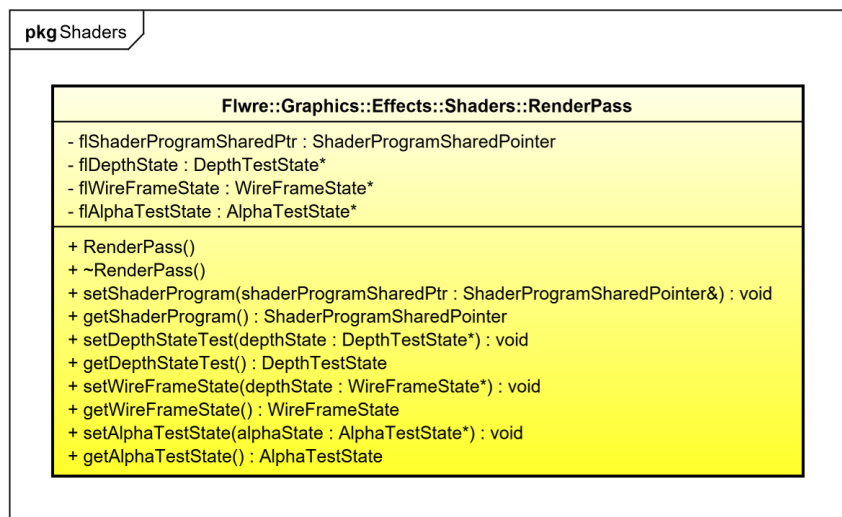 pkg Shaders
Flwre::Graphics::Effects::Shaders::RenderPass
- flShaderProgramSharedPtr : ShaderProgramSharedPointer
- flDepthState : DepthTestState*
- flWireFrameState : WireFrameState*
- flAlphaTestState : AlphaTestState*
+ RenderPass()
+ ~RenderPass()
+ setShaderProgram(shaderProgramSharedPtr : ShaderProgramSharedPointer&) : void
+ getShaderProgram() : ShaderProgramSharedPointer
+ setDepthStateTest(depthState : DepthTestState*) : void
+ getDepthStateTest() : DepthTestState
+ setWireFrameState(depthState : WireFrameState*) : void
+ getWireFrameState() : WireFrameState
+ setAlphaTestState(alphaState : AlphaTestState*) : void
+ getAlphaTestState() : AlphaTestState